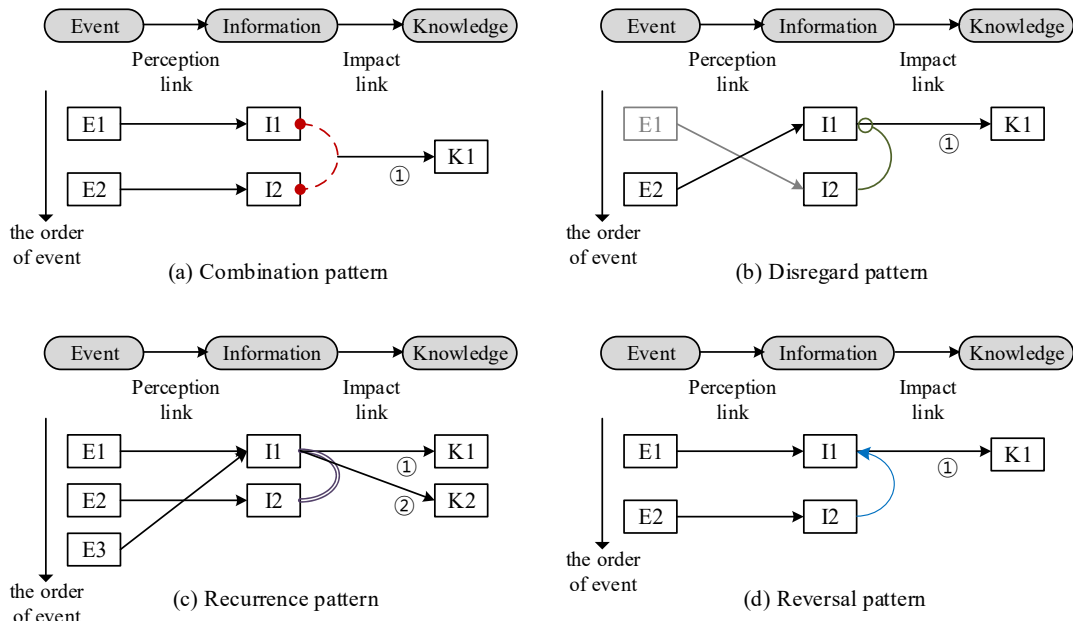 Event
Information
Knowledge
Perception
link
Impact
link
E1
I1
K1
①
E2
I2
the order
of event
(a) Combination pattern
Event
Information
Knowledge
Perception
link
Impact
link
E1
I1
K1
①
E2
I2
the order
of event
(b) Disregard pattern
Event
Information
Knowledge
Perception
link
Impact
link
E1
I1
K1
①
E2
I2
②
K2
E3
the order
of event
(c) Recurrence pattern
Event
Information
Knowledge
Perception
link
Impact
link
E1
I1
K1
①
E2
I2
the order
of event
(d) Reversal pattern